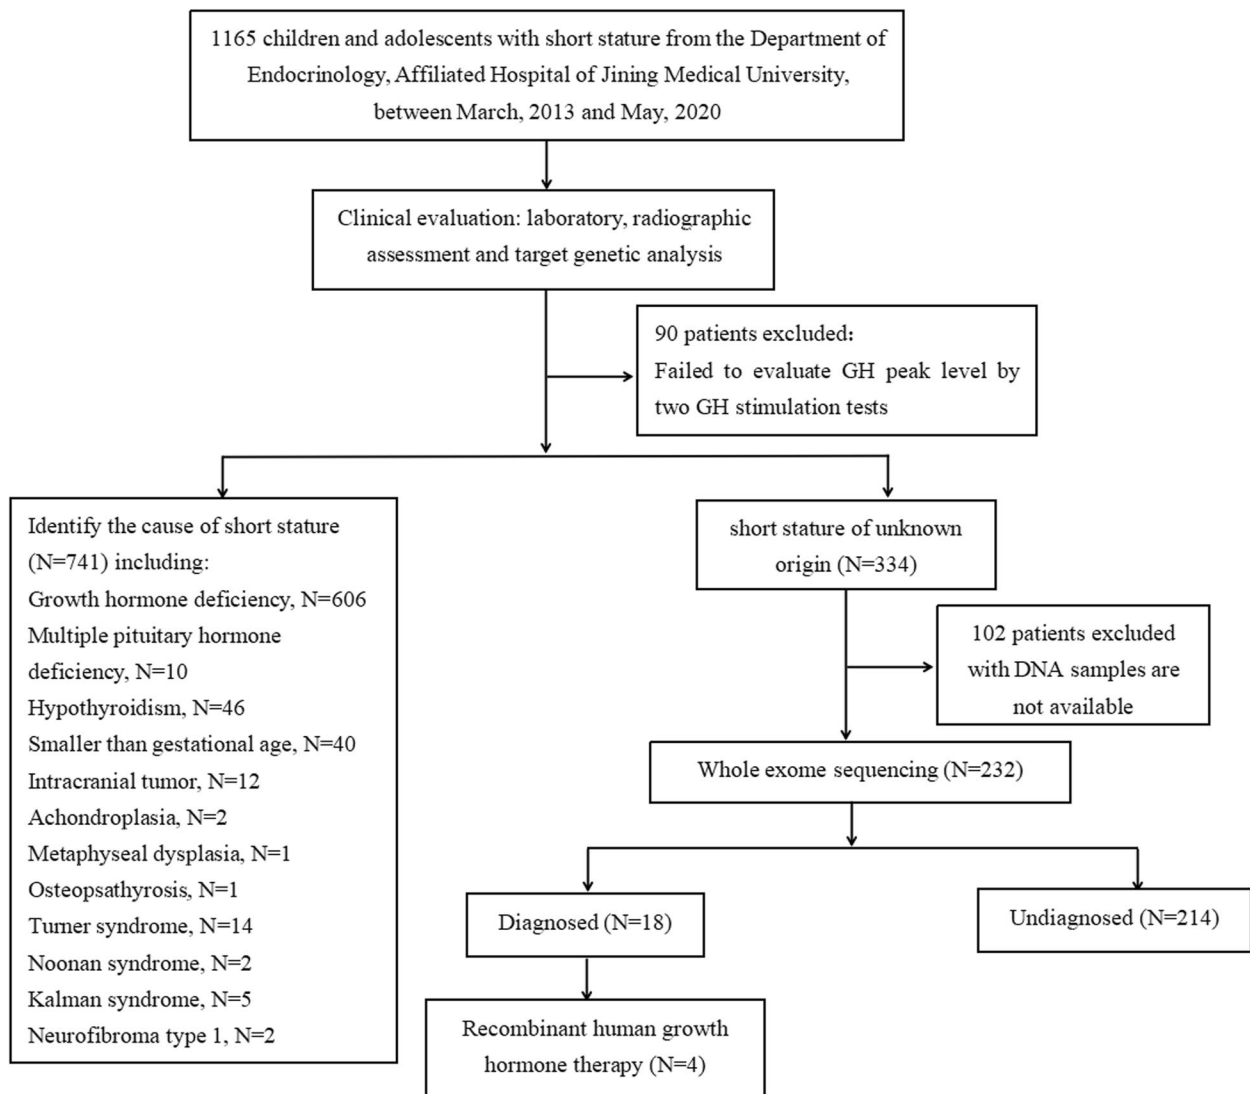 1165 children and adolescents with short stature from the Department of
Endocrinology, Affiliated Hospital of Jining Medical University,
between March, 2013 and May, 2020
Clinical evaluation: laboratory, radiographic
assessment and target genetic analysis
90 patients excluded:
Failed to evaluate GH peak level by
two GH stimulation tests
Identify the cause of short stature
(N=741) including:
Growth hormone deficiency, N=606
Multiple pituitary hormone
deficiency, N=10
Hypothyroidism, N=46
Smaller than gestational age, N=40
Intracranial tumor, N=12
Achondroplasia, N=2
Metaphyseal dysplasia, N=1
Osteopsathyrosis, N=1
Turner syndrome, N=14
Noonan syndrome, N=2
Kalman syndrome, N=5
Neurofibroma type 1, N=2
short stature of unknown
origin (N=334)
102 patients excluded
with DNA samples are
not available
Whole exome sequencing (N=232)
Diagnosed (N=18)
Undiagnosed (N=214)
Recombinant human growth
hormone therapy (N=4)